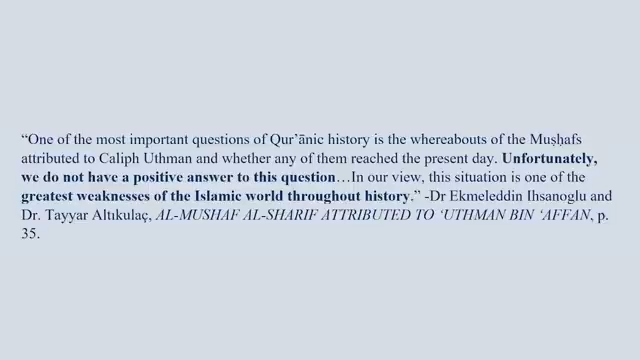 “One of the most important questions of Qur’ānic history is the whereabouts of the Muṣḥafs
attributed to Caliph Uthman and whether any of them reached the present day. Unfortunately,
we do not have a positive answer to this question…In our view, this situation is one of the
greatest weaknesses of the Islamic world throughout history.” -Dr Ekmeleddin Ihsanoglu and
Dr. Tayyar Altıkulaç, AL-MUSHAF AL-SHARIF ATTRIBUTED TO ‘UTHMAN BIN ‘AFFAN, p.
35.